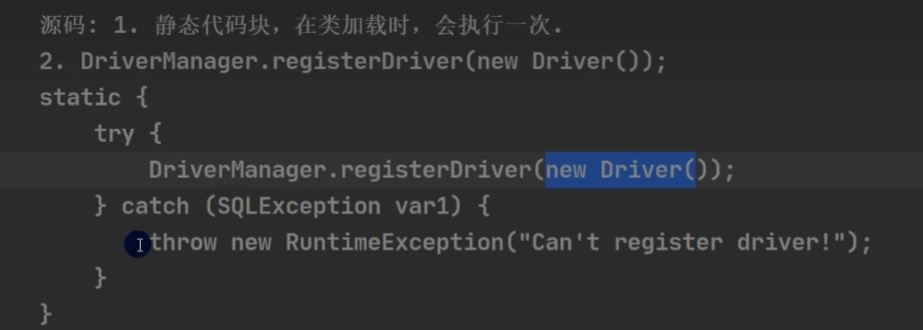 源码: 1. 静态代码块，在类加载时，会执行一次.
2. DriverManager.registerDriver(new Driver());
static {
try {
DriverManager.registerDriver(new Driver());
} catch (SQLException var1) {
throw new RuntimeException("Can't register driver!");
}
}